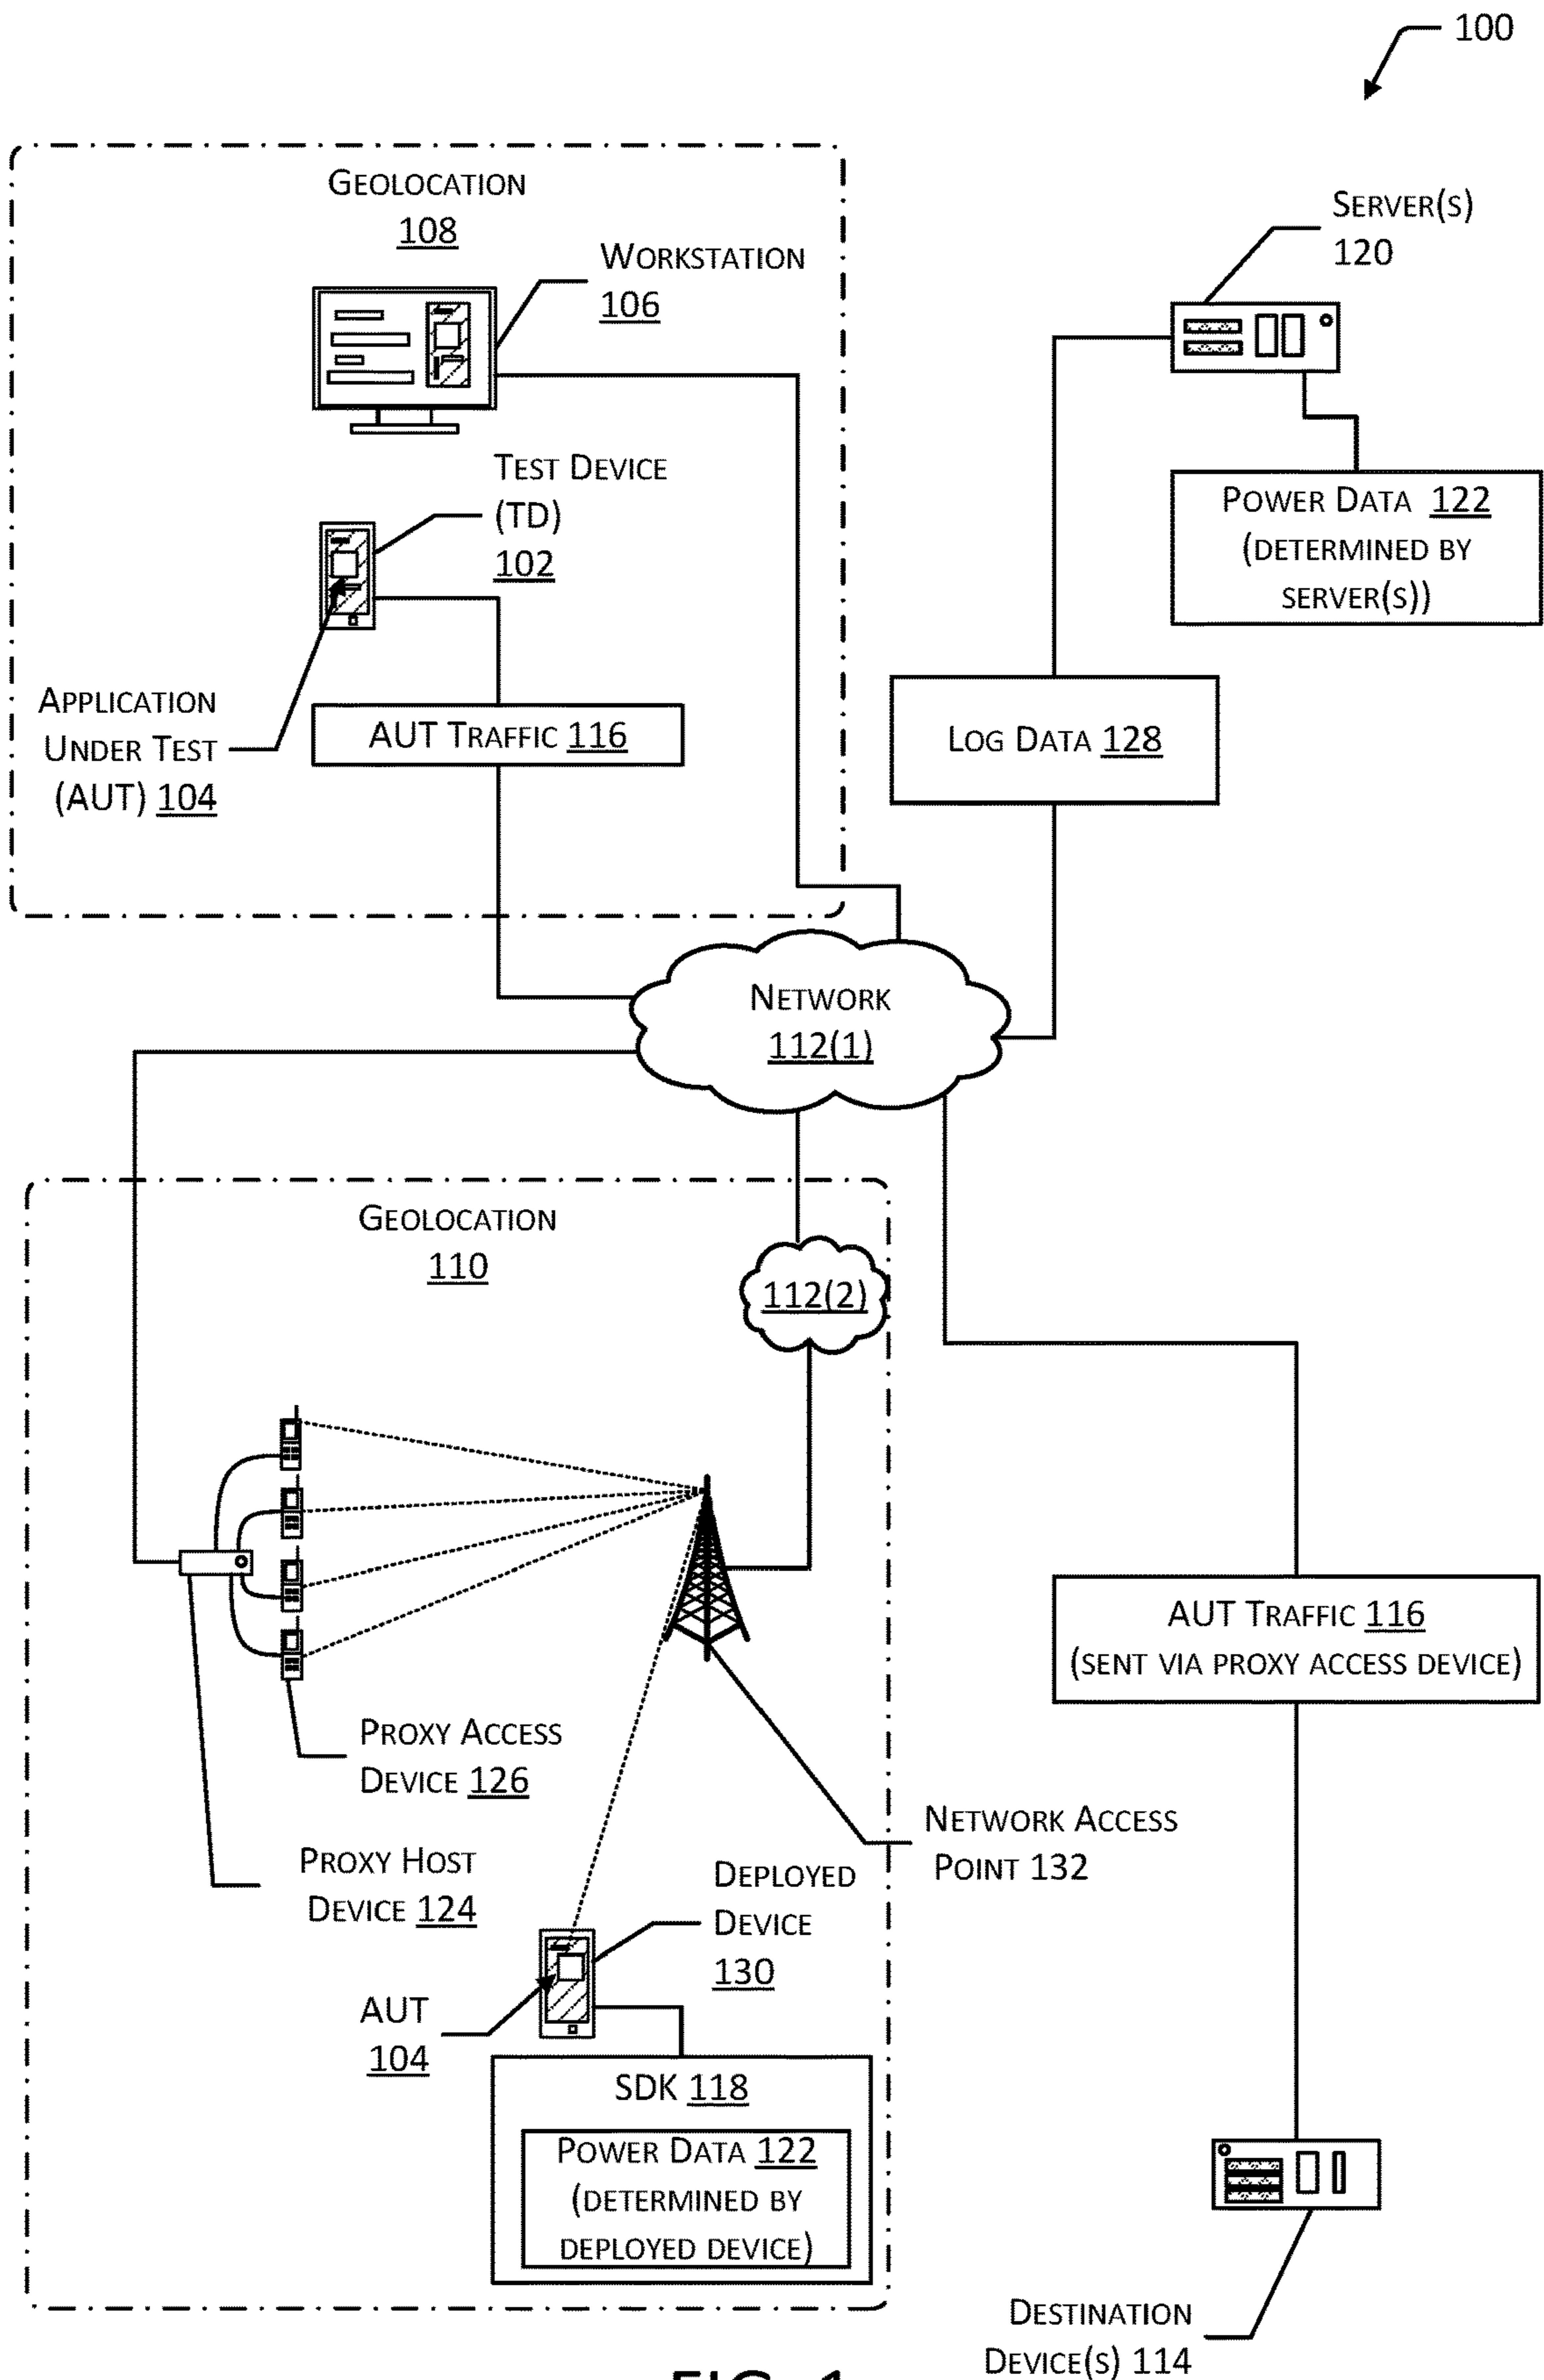 100
GEOLOCATION
108
WORKSTATION
106
SERVER(S)
120
TEST DEVICE
(TD)
102
POWER DATA 122
(DETERMINED BY
SERVER(S))
APPLICATION
UNDER TEST
(AUT) 104
AUT TRAFFIC 116
LOG DATA 128
NETWORK
112(1)
GEOLOCATION
110
112(2)
AUT TRAFFIC 116
(SENT VIA PROXY ACCESS DEVICE)
PROXY ACCESS
DEVICE 126
NETWORK ACCESS
POINT 132
PROXY HOST
DEVICE 124
DEPLOYED
DEVICE
130
AUT
104
SDK 118
POWER DATA 122
(DETERMINED BY
DEPLOYED DEVICE)
DESTINATION
DEVICE(S) 114
FIG. 1